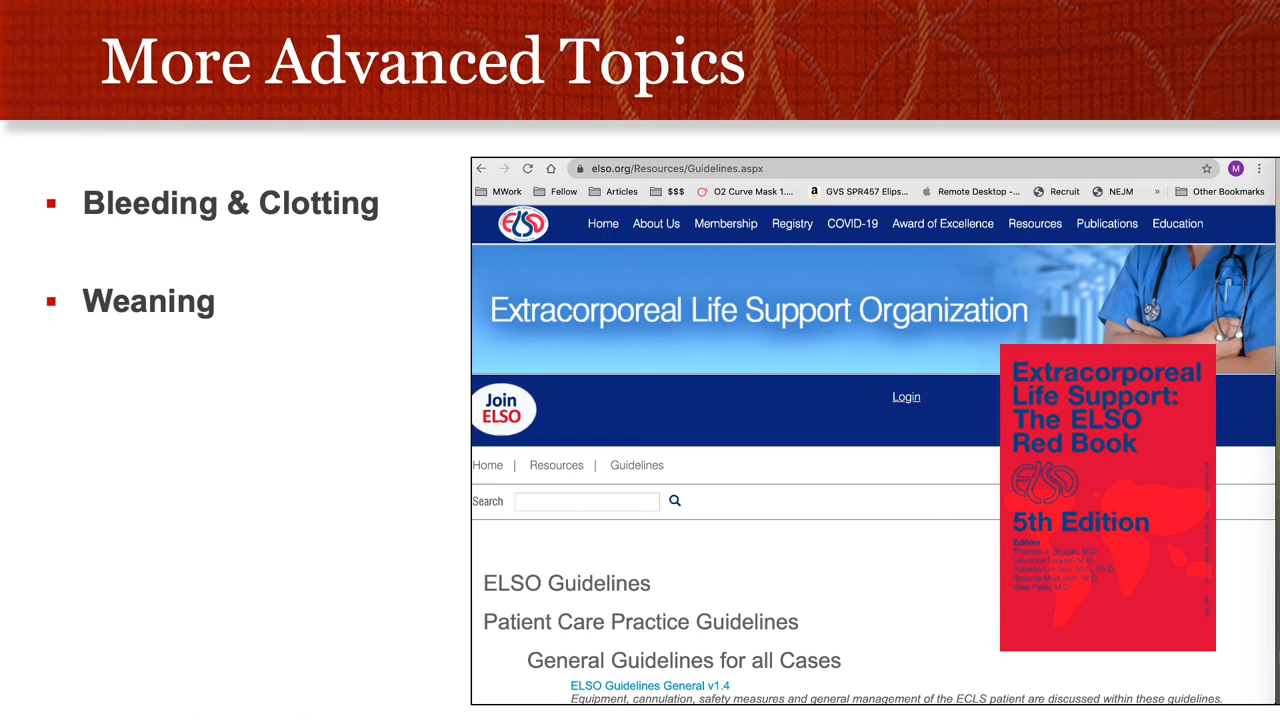 More Advanced Topics
Bleeding & Clotting
Weaning
elso.org/Resources/Guidelines.aspx
M
MWork Fellow Articles $$$ O2 Curve Mask 1.... GVS SPR457 Elips... Remote Desktop -... Recruit NEJM » Other Bookmarks
ELSO
Home About Us Membership Registry COVID-19 Award of Excellence Resources Publications Education
Extracorporeal Life Support Organization
Join
ELSO
Login
Home | Resources | Guidelines
Search
ELSO Guidelines
Patient Care Practice Guidelines
General Guidelines for all Cases
ELSO Guidelines General v1.4
Equipment, cannulation, safety measures and general management of the ECLS patient are discussed within these guidelines.
Extracorporeal
Life Support:
The ELSO
Red Book
ELSO
5th Edition
Editors